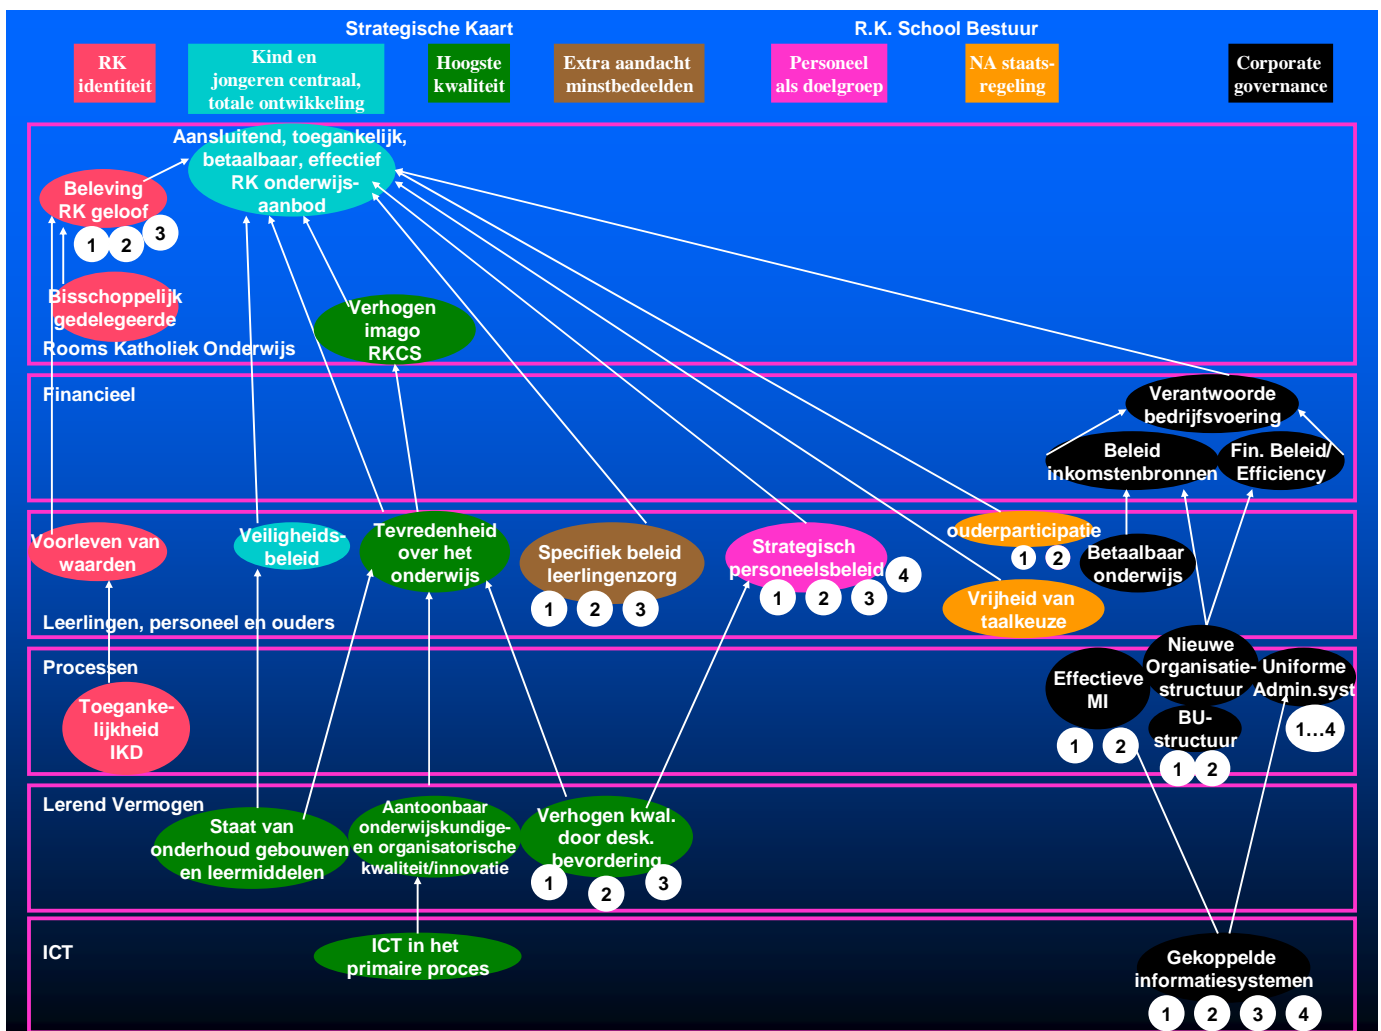 Strategische Kaart
R.K. School Bestuur
RK
identiteit
Kind en
jongeren centraal,
totale ontwikkeling
Hoogste
kwaliteit
Extra aandacht
minstbedeelden
Personeel
als doelgroep
NA staats-
regeling
Corporate
governance
Aansluitend, toegankelijk,
betaalbaar, effectief
RK onderwijs-
aanbod
Beleving
RK geloof
1 2 3
Bisschoppelijk
gedelegeerde
Verhogen
imago
RKCS
Rooms Katholiek Onderwijs
Financieel
Verantwoorde
bedrijfsvoering
Beleid
inkomstenbronnen
Fin. Beleid/
Efficiency
Voorleven van
waarden
Veiligheids-
beleid
Tevredenheid
over het
onderwijs
Specifiek beleid
leerlingenzorg
1 2 3
Strategisch
personeelsbeleid
1 2 3 4
ouderparticipatie
1 2
Betaalbaar
onderwijs
Vrijheid van
taalkeuze
Leerlingen, personeel en ouders
Processen
Toeganke-
lijkheid
IKD
Effectieve
MI
1 2
Nieuwe
Organisatie-
structuur
BU-
structuur
1 2
Uniforme
Admin.syst
1...4
Lerend Vermogen
Staat van
onderhoud gebouwen
en leermiddelen
Aantoonbaar
onderwijskundige-
en organisatorische
kwaliteit/innovatie
Verhogen kwal.
door desk.
bevordering
1 2 3
ICT
ICT in het
primaire proces
Gekoppelde
informatiesystemen
1 2 3 4